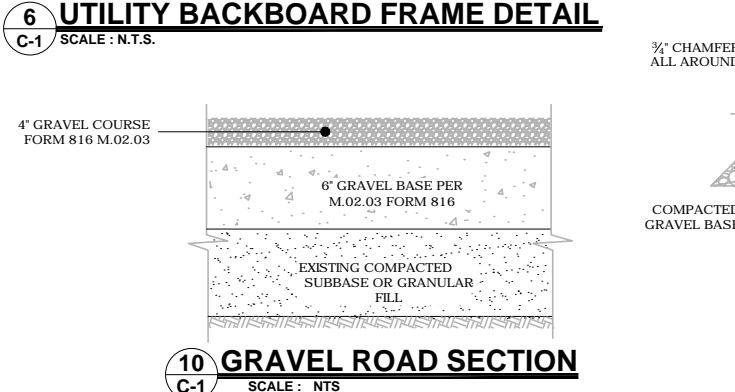 6
C-1
UTILITY BACKBOARD FRAME DETAIL
SCALE : N.T.S.
4" GRAVEL COURSE
FORM 816 M.02.03
6" GRAVEL BASE PER
M.02.03 FORM 816
EXISTING COMPACTED
SUBBASE OR GRANULAR
FILL
¾" CHAMFER
ALL AROUND
COMPACTED
GRAVEL BASE
10
C-1
GRAVEL ROAD SECTION
SCALE : NTS